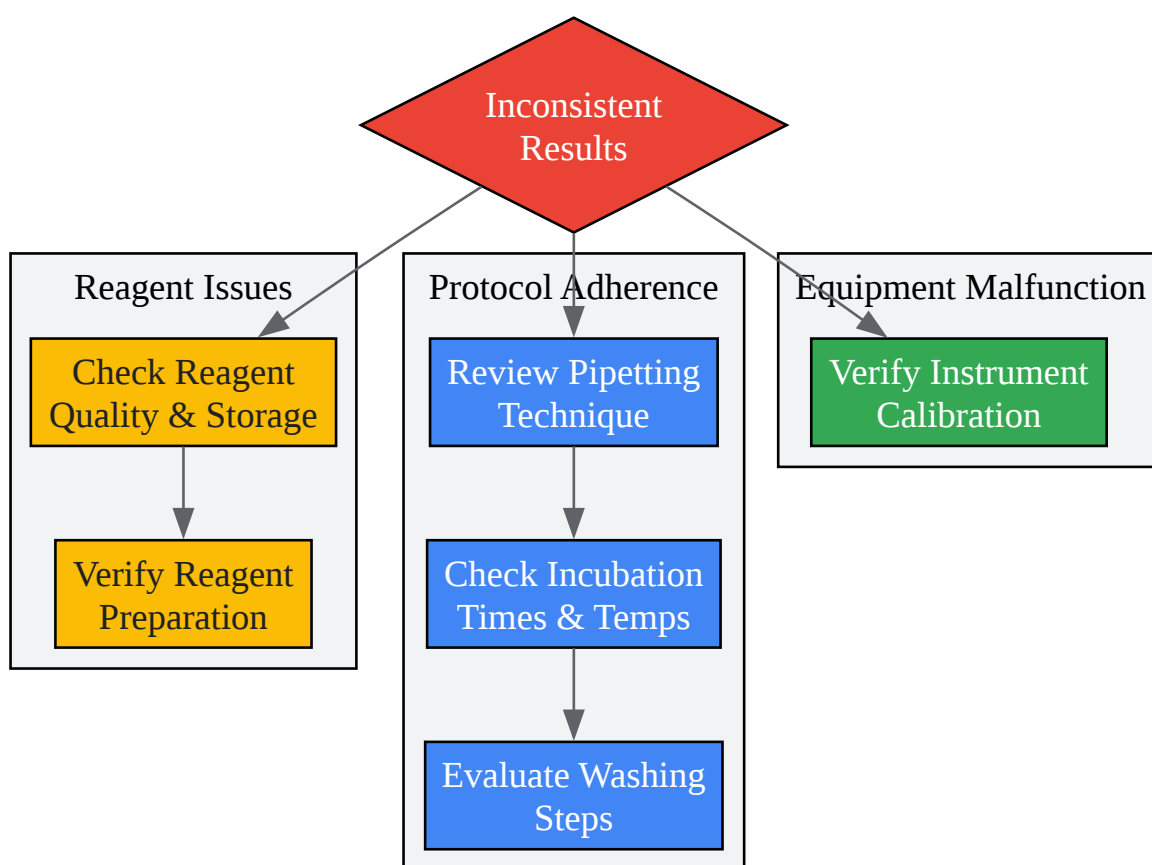 Inconsistent
Results
Reagent Issues
Check Reagent
Quality & Storage
Verify Reagent
Preparation
Protocol Adherence
Review Pipetting
Technique
Check Incubation
Times & Temps
Evaluate Washing
Steps
Equipment Malfunction
Verify Instrument
Calibration